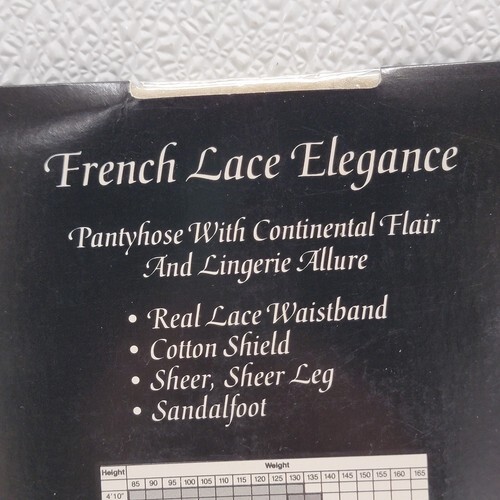 French Lace Elegance
Pantyhose With Continental Flair
And Lingerie Allure
• Real Lace Waistband
• Cotton Shield
• Sheer, Sheer Leg
• Sandalfoot
Height Weight
85 90 95 100 105 110 115 120 125 130 135 140 145 150 155 160 165
4'10"